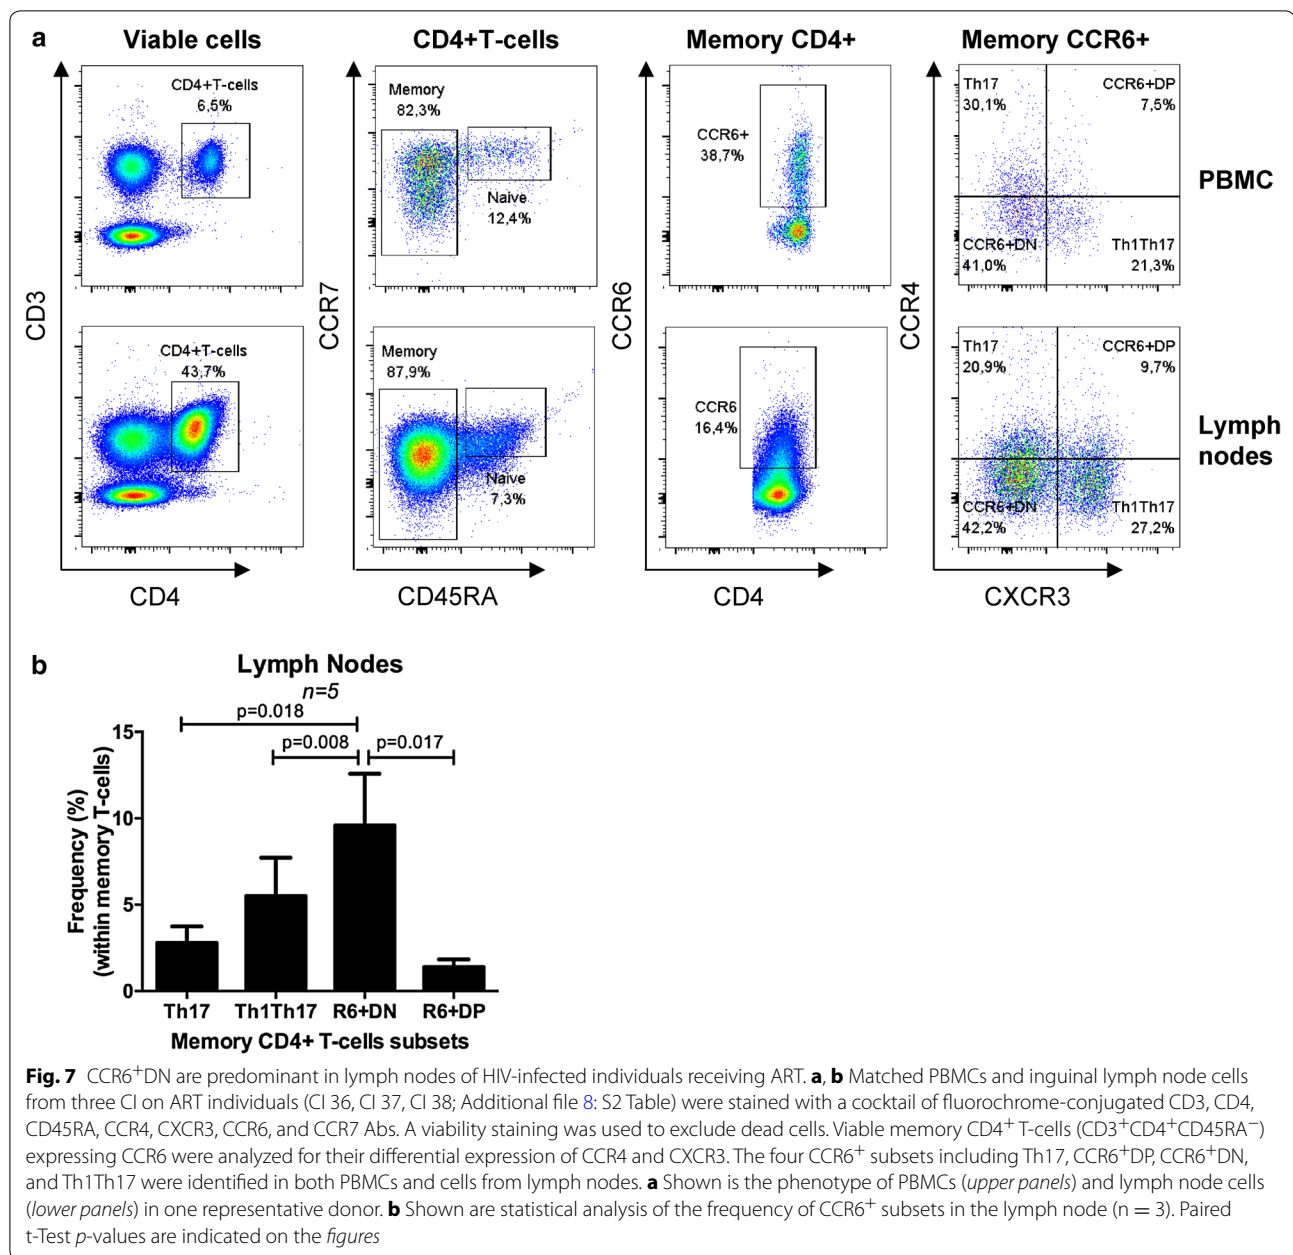 a
Viable cells
CD4+T-cells
Memory CD4+
Memory CCR6+
CD4+T-cells
6,5%
Memory
82,3%
Naive
12,4%
CCR6+
38,7%
Th17
30,1%
CCR6+DP
7,5%
CCR6+DN
41,0%
Th1Th17
21,3%
PBMC
CD3
CCR7
CCR6
CCR4
CD4+T-cells
43,7%
Memory
87,9%
Naive
7,3%
CCR6
16,4%
Th17
20,9%
CCR6+DP
9,7%
CCR6+DN
42,2%
Th1Th17
27,2%
Lymph
nodes
CD4
CD45RA
CD4
CXCR3
b
Lymph Nodes
n=5
p=0.018
p=0.008
p=0.017
Frequency (%)
(within memory T-cells)
15
10
5
0
Th17 Th1Th17 R6+DN R6+DP
Memory CD4+ T-cells subsets
Fig. 7 CCR6⁺DN are predominant in lymph nodes of HIV-infected individuals receiving ART. a, b Matched PBMCs and inguinal lymph node cells
from three CI on ART individuals (CI 36, CI 37, CI 38; Additional file 8: S2 Table) were stained with a cocktail of fluorochrome-conjugated CD3, CD4,
CD45RA, CCR4, CXCR3, CCR6, and CCR7 Abs. A viability staining was used to exclude dead cells. Viable memory CD4⁺ T-cells (CD3⁺CD4⁺CD45RA⁻)
expressing CCR6 were analyzed for their differential expression of CCR4 and CXCR3. The four CCR6⁺ subsets including Th17, CCR6⁺DP, CCR6⁺DN,
and Th1Th17 were identified in both PBMCs and cells from lymph nodes. a Shown is the phenotype of PBMCs (upper panels) and lymph node cells
(lower panels) in one representative donor. b Shown are statistical analysis of the frequency of CCR6⁺ subsets in the lymph node (n = 3). Paired
t-Test p-values are indicated on the figures